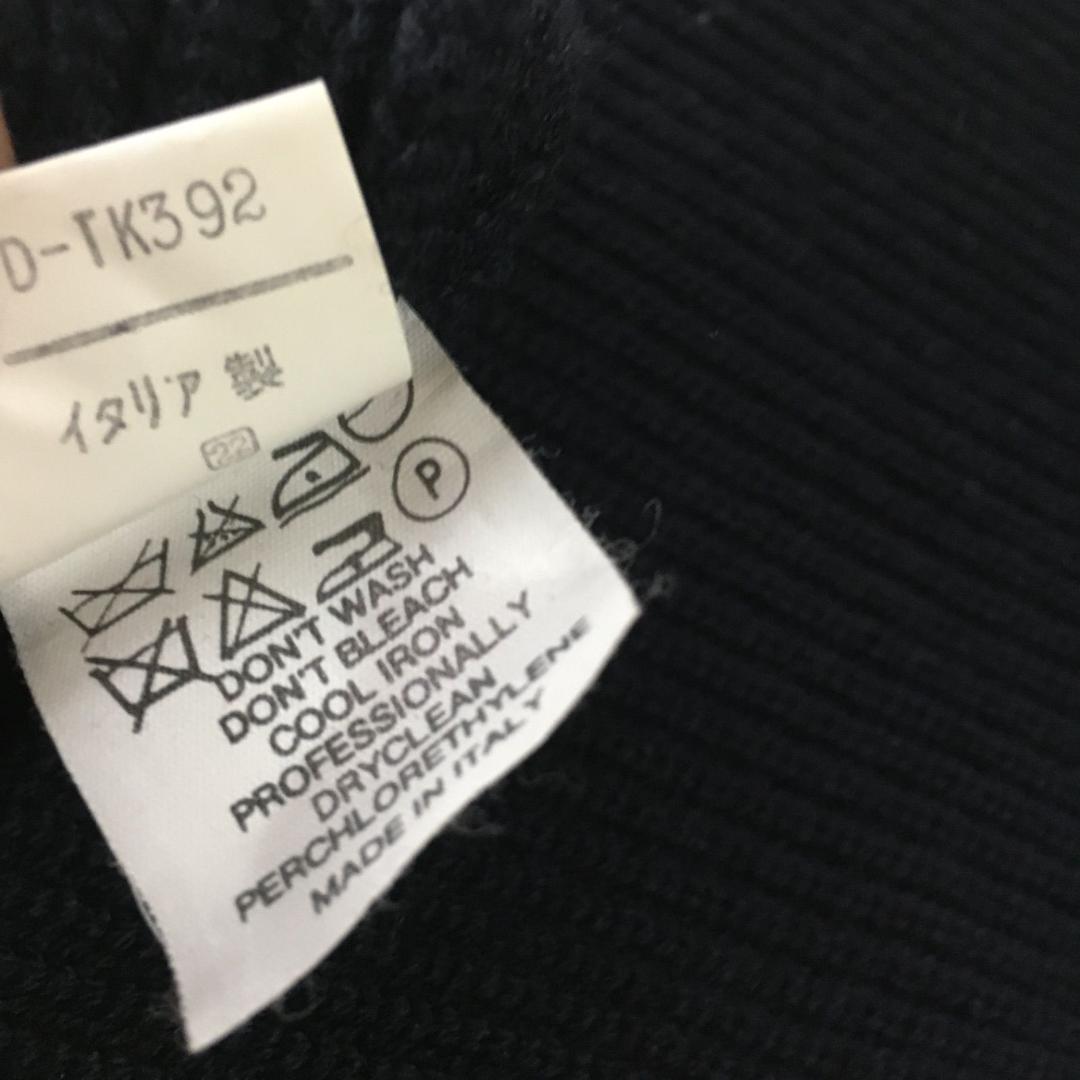 D-TK392
イタリア 製
22
P
DON'T WASH
DON'T BLEACH
COOL IRON
PROFESSIONALLY
DRYCLEAN
PERCHLORETHYLENE
MADE IN ITALY